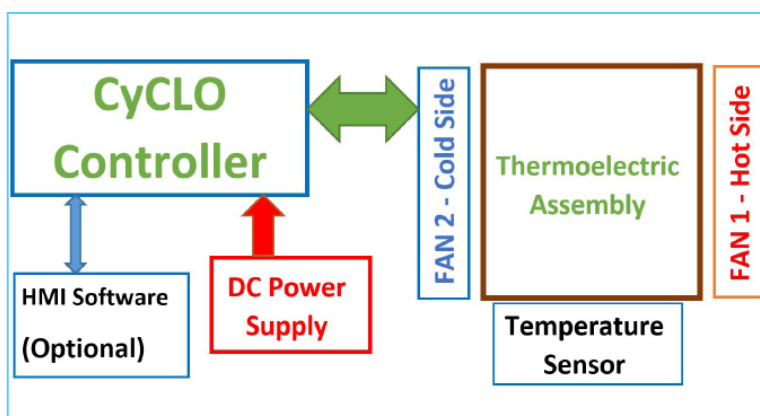 CyCLO
Controller
HMI Software
(Optional)
DC Power
Supply
FAN 2 - Cold Side
Thermoelectric
Assembly
FAN 1 - Hot Side
Temperature
Sensor